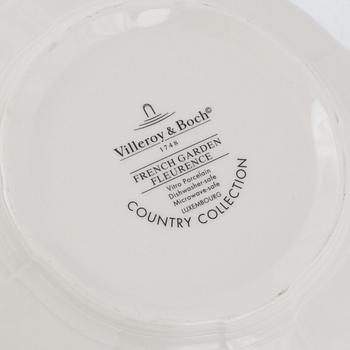 Villeroy & Boch©
1748
FRENCH GARDEN
FLEURENCE
Vitro Porcelain
Dishwasher-safe
Microwave-safe
LUXEMBOURG
COUNTRY COLLECTION